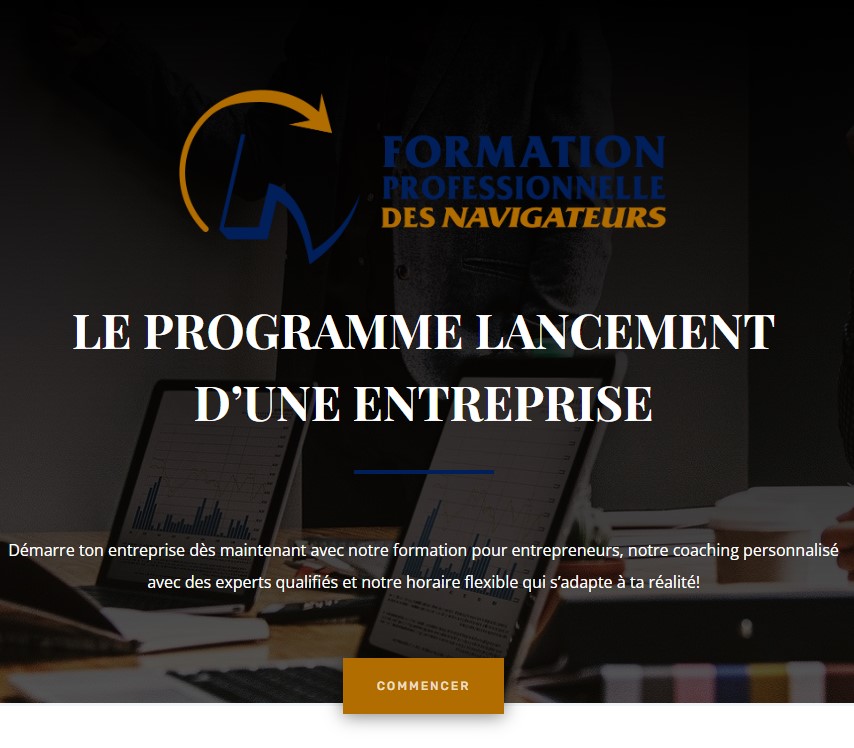 FORMATION
PROFESSIONNELLE
DES NAVIGATEURS
LE PROGRAMME LANCEMENT
D’UNE ENTREPRISE
Démarre ton entreprise dès maintenant avec notre formation pour entrepreneurs, notre coaching personnalisé
avec des experts qualifiés et notre horaire flexible qui s’adapte à ta réalité!
COMMENCER